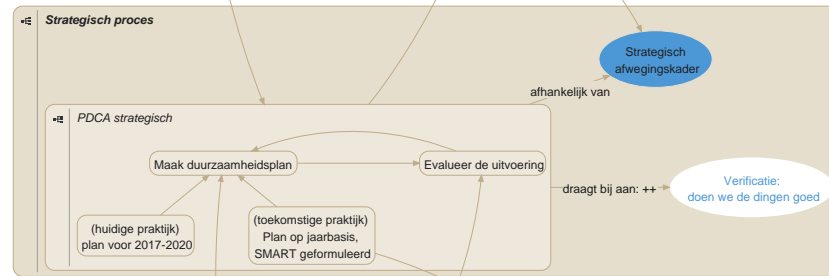 Strategisch proces
Strategisch
afwegingskader
afhankelijk van
PDCA strategisch
Maak duurzaamheidsplan
Evalueer de uitvoering
draagt bij aan: ++
Verificatie:
doen we de dingen goed
(huidige praktijk)
plan voor 2017-2020
(toekomstige praktijk)
Plan op jaarbasis,
SMART geformuleerd